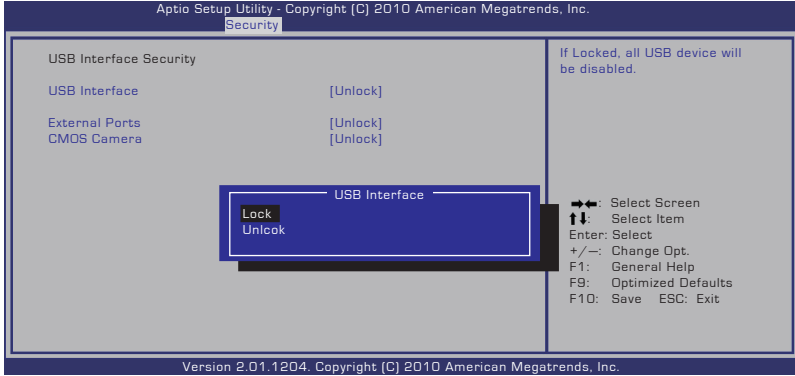 Aptio Setup Utility - Copyright (C) 2010 American Megatrends, Inc.
Security
USB Interface Security
USB Interface [Unlock]
External Ports [Unlock]
CMOS Camera [Unlock]
If Locked, all USB device will
be disabled.
USB Interface
Lock
Unlcok
→←: Select Screen
↑↓: Select Item
Enter: Select
+/—: Change Opt.
F1: General Help
F9: Optimized Defaults
F10: Save ESC: Exit
Version 2.01.1204. Copyright (C) 2010 American Megatrends, Inc.